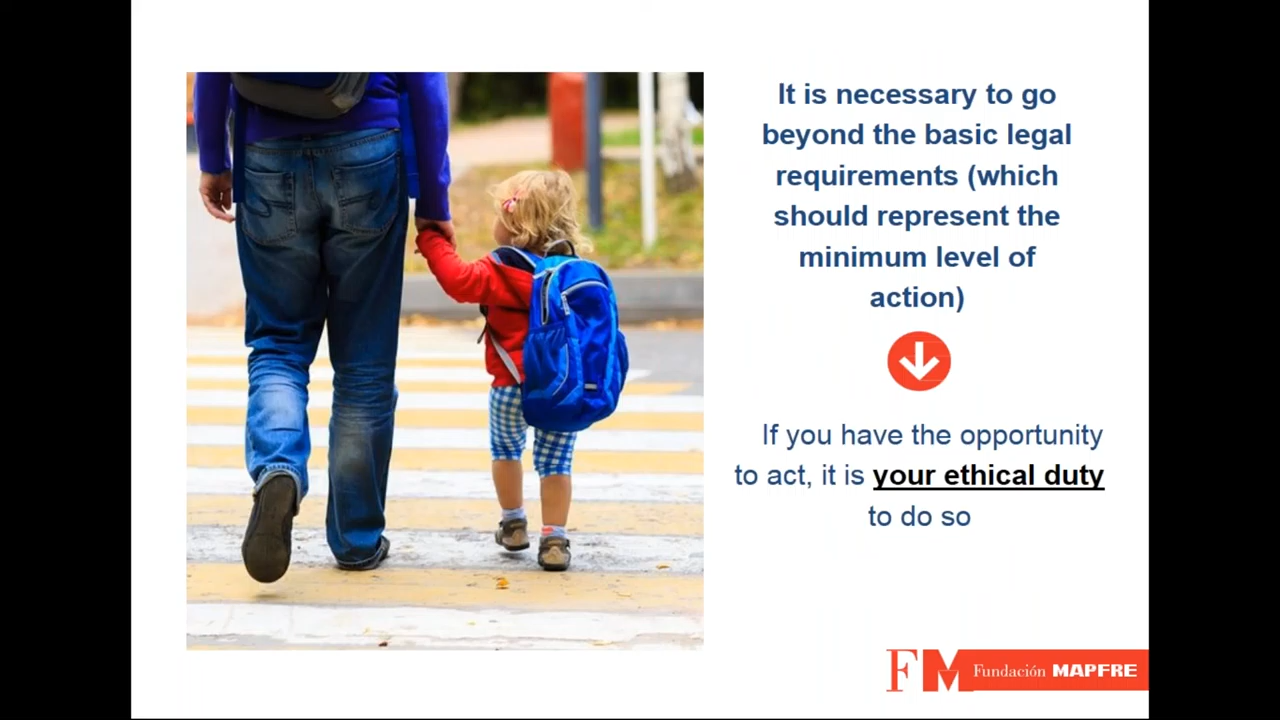 It is necessary to go
beyond the basic legal
requirements (which
should represent the
minimum level of
action)
If you have the opportunity
to act, it is your ethical duty
to do so
FM Fundación MAPFRE